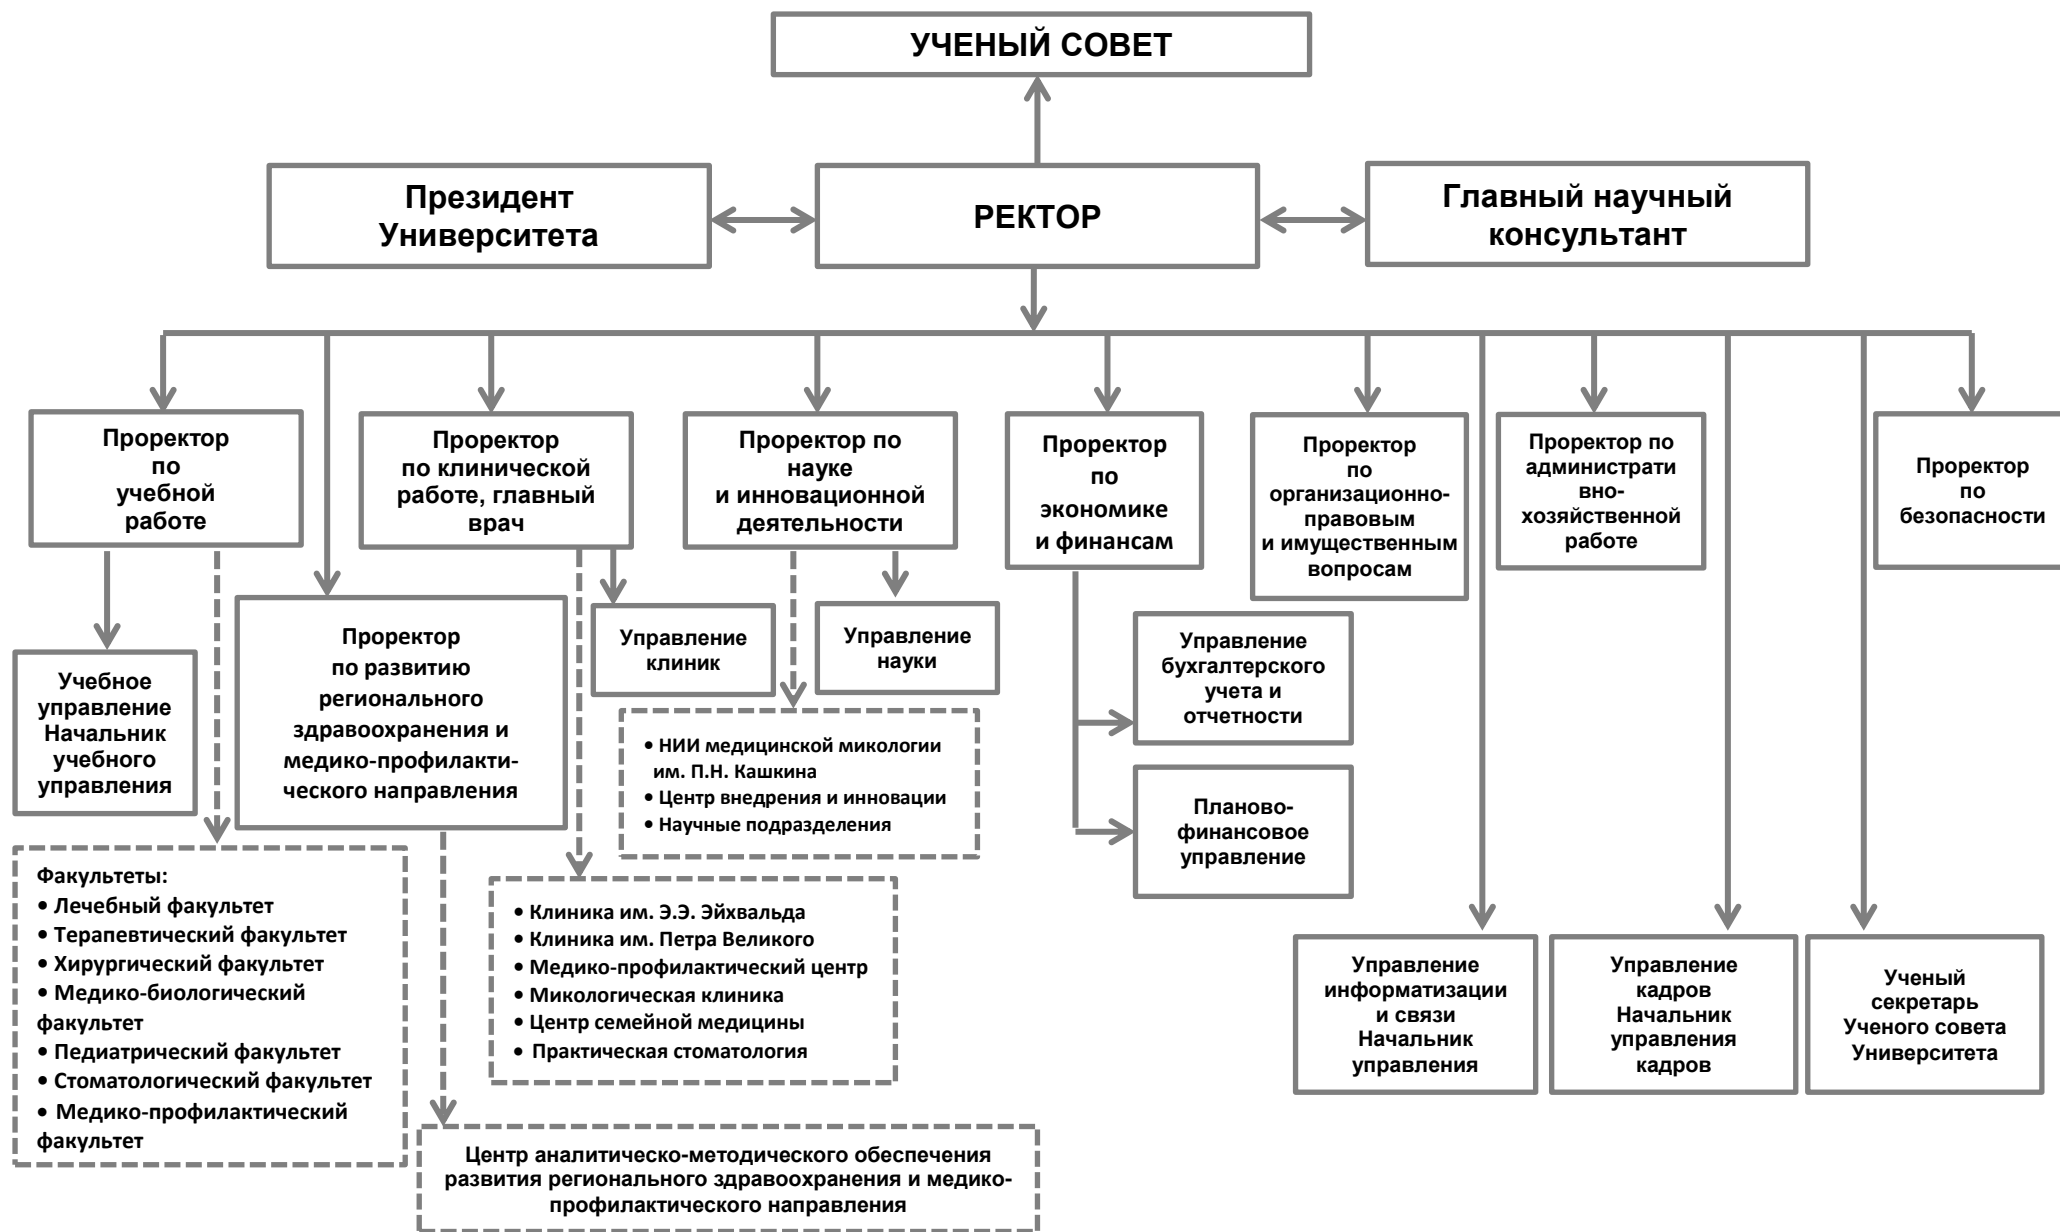 УЧЕНЫЙ СОВЕТ
Президент
Университета
РЕКТОР
Главный научный
консультант
Проректор
по
учебной
работе
Проректор
по клинической
работе, главный
врач
Проректор по
науке
и инновационной
деятельности
Проректор
по
экономике
и финансам
Проректор
по
организационно-
правовым
и имущественным
вопросам
Проректор по
администрати
вно-
хозяйственной
работе
Проректор
по
безопасности
Учебное
управление
Начальник
учебного
управления
Проректор
по развитию
регионального
здравоохранения и
медико-профилакти-
ческого направления
Управление
клиник
Управление
науки
Управление
бухгалтерского
учета и
отчетности
Планово-
финансовое
управление
• НИИ медицинской микологии
им. П.Н. Кашкина
• Центр внедрения и инновации
• Научные подразделения
Факультеты:
• Лечебный факультет
• Терапевтический факультет
• Хирургический факультет
• Медико-биологический
факультет
• Педиатрический факультет
• Стоматологический факультет
• Медико-профилактический
факультет
• Клиника им. Э.Э. Эйхвальда
• Клиника им. Петра Великого
• Медико-профилактический центр
• Микологическая клиника
• Центр семейной медицины
• Практическая стоматология
Управление
информатизации
и связи
Начальник
управления
Управление
кадров
Начальник
управления
кадров
Ученый
секретарь
Ученого совета
Университета
Центр аналитическо-методического обеспечения
развития регионального здравоохранения и медико-
профилактического направления